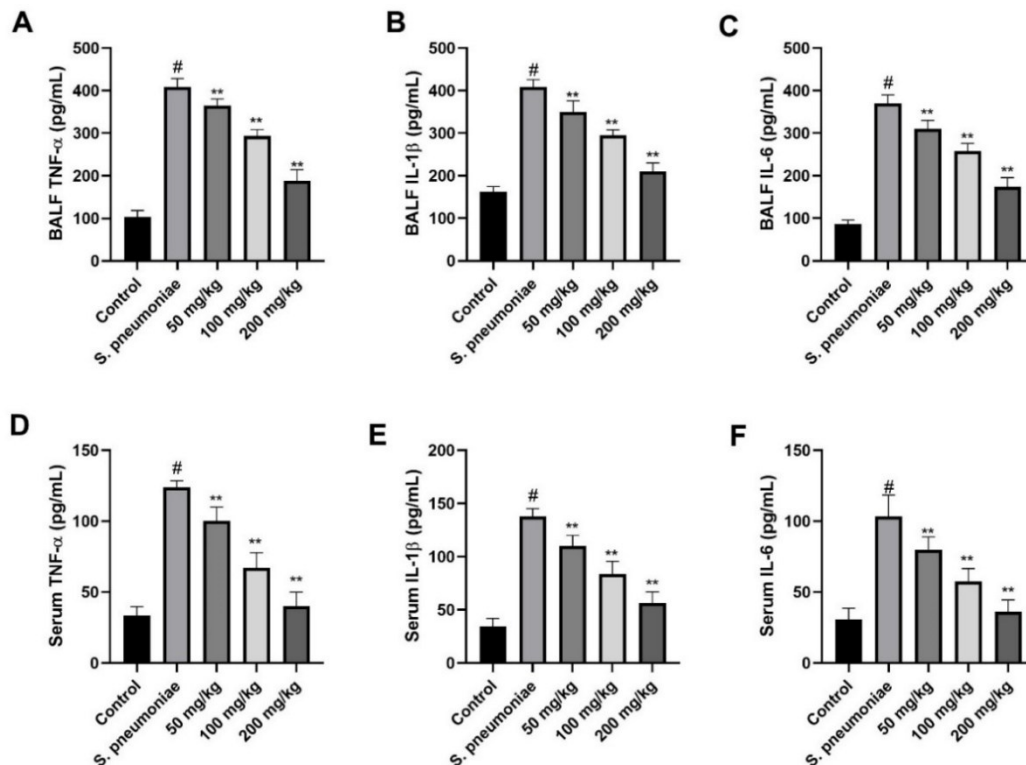 A
BALF TNF-α (pg/mL)
500
400
300
200
100
0
#
**
**
**
Control
S. pneumoniae
50 mg/kg
100 mg/kg
200 mg/kg
B
BALF IL-1β (pg/mL)
500
400
300
200
100
0
#
**
**
**
Control
S. pneumoniae
50 mg/kg
100 mg/kg
200 mg/kg
C
BALF IL-6 (pg/mL)
500
400
300
200
100
0
#
**
**
**
Control
S. pneumoniae
50 mg/kg
100 mg/kg
200 mg/kg
D
Serum TNF-α (pg/mL)
150
100
50
0
#
**
**
**
Control
S. pneumoniae
50 mg/kg
100 mg/kg
200 mg/kg
E
Serum IL-1β (pg/mL)
200
150
100
50
0
#
**
**
**
Control
S. pneumoniae
50 mg/kg
100 mg/kg
200 mg/kg
F
Serum IL-6 (pg/mL)
150
100
50
0
#
**
**
**
Control
S. pneumoniae
50 mg/kg
100 mg/kg
200 mg/kg